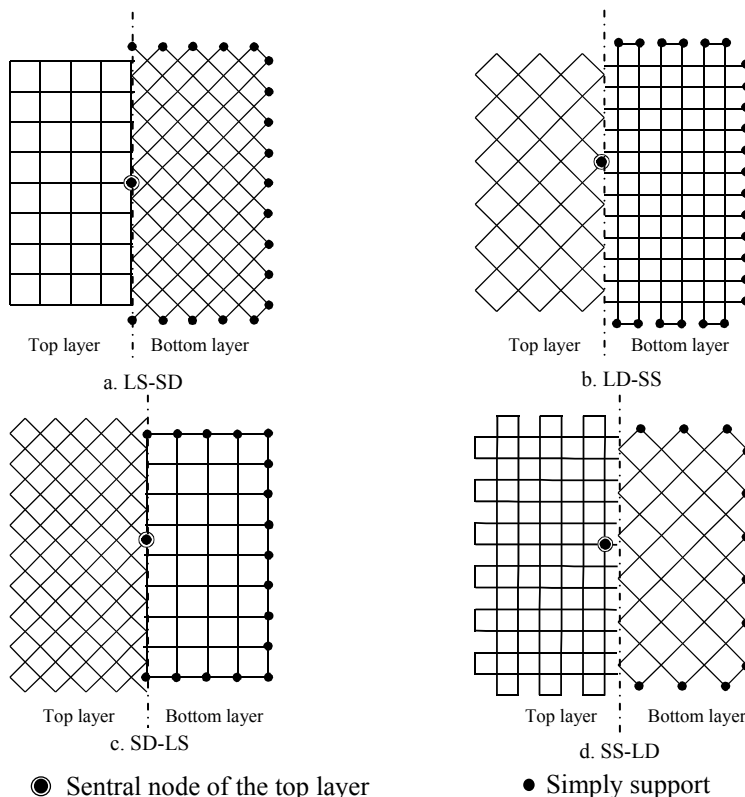 Top layer Bottom layer
a. LS-SD
Top layer Bottom layer
b. LD-SS
Top layer Bottom layer
c. SD-LS
Top layer Bottom layer
d. SS-LD
Sentral node of the top layer
Simply support